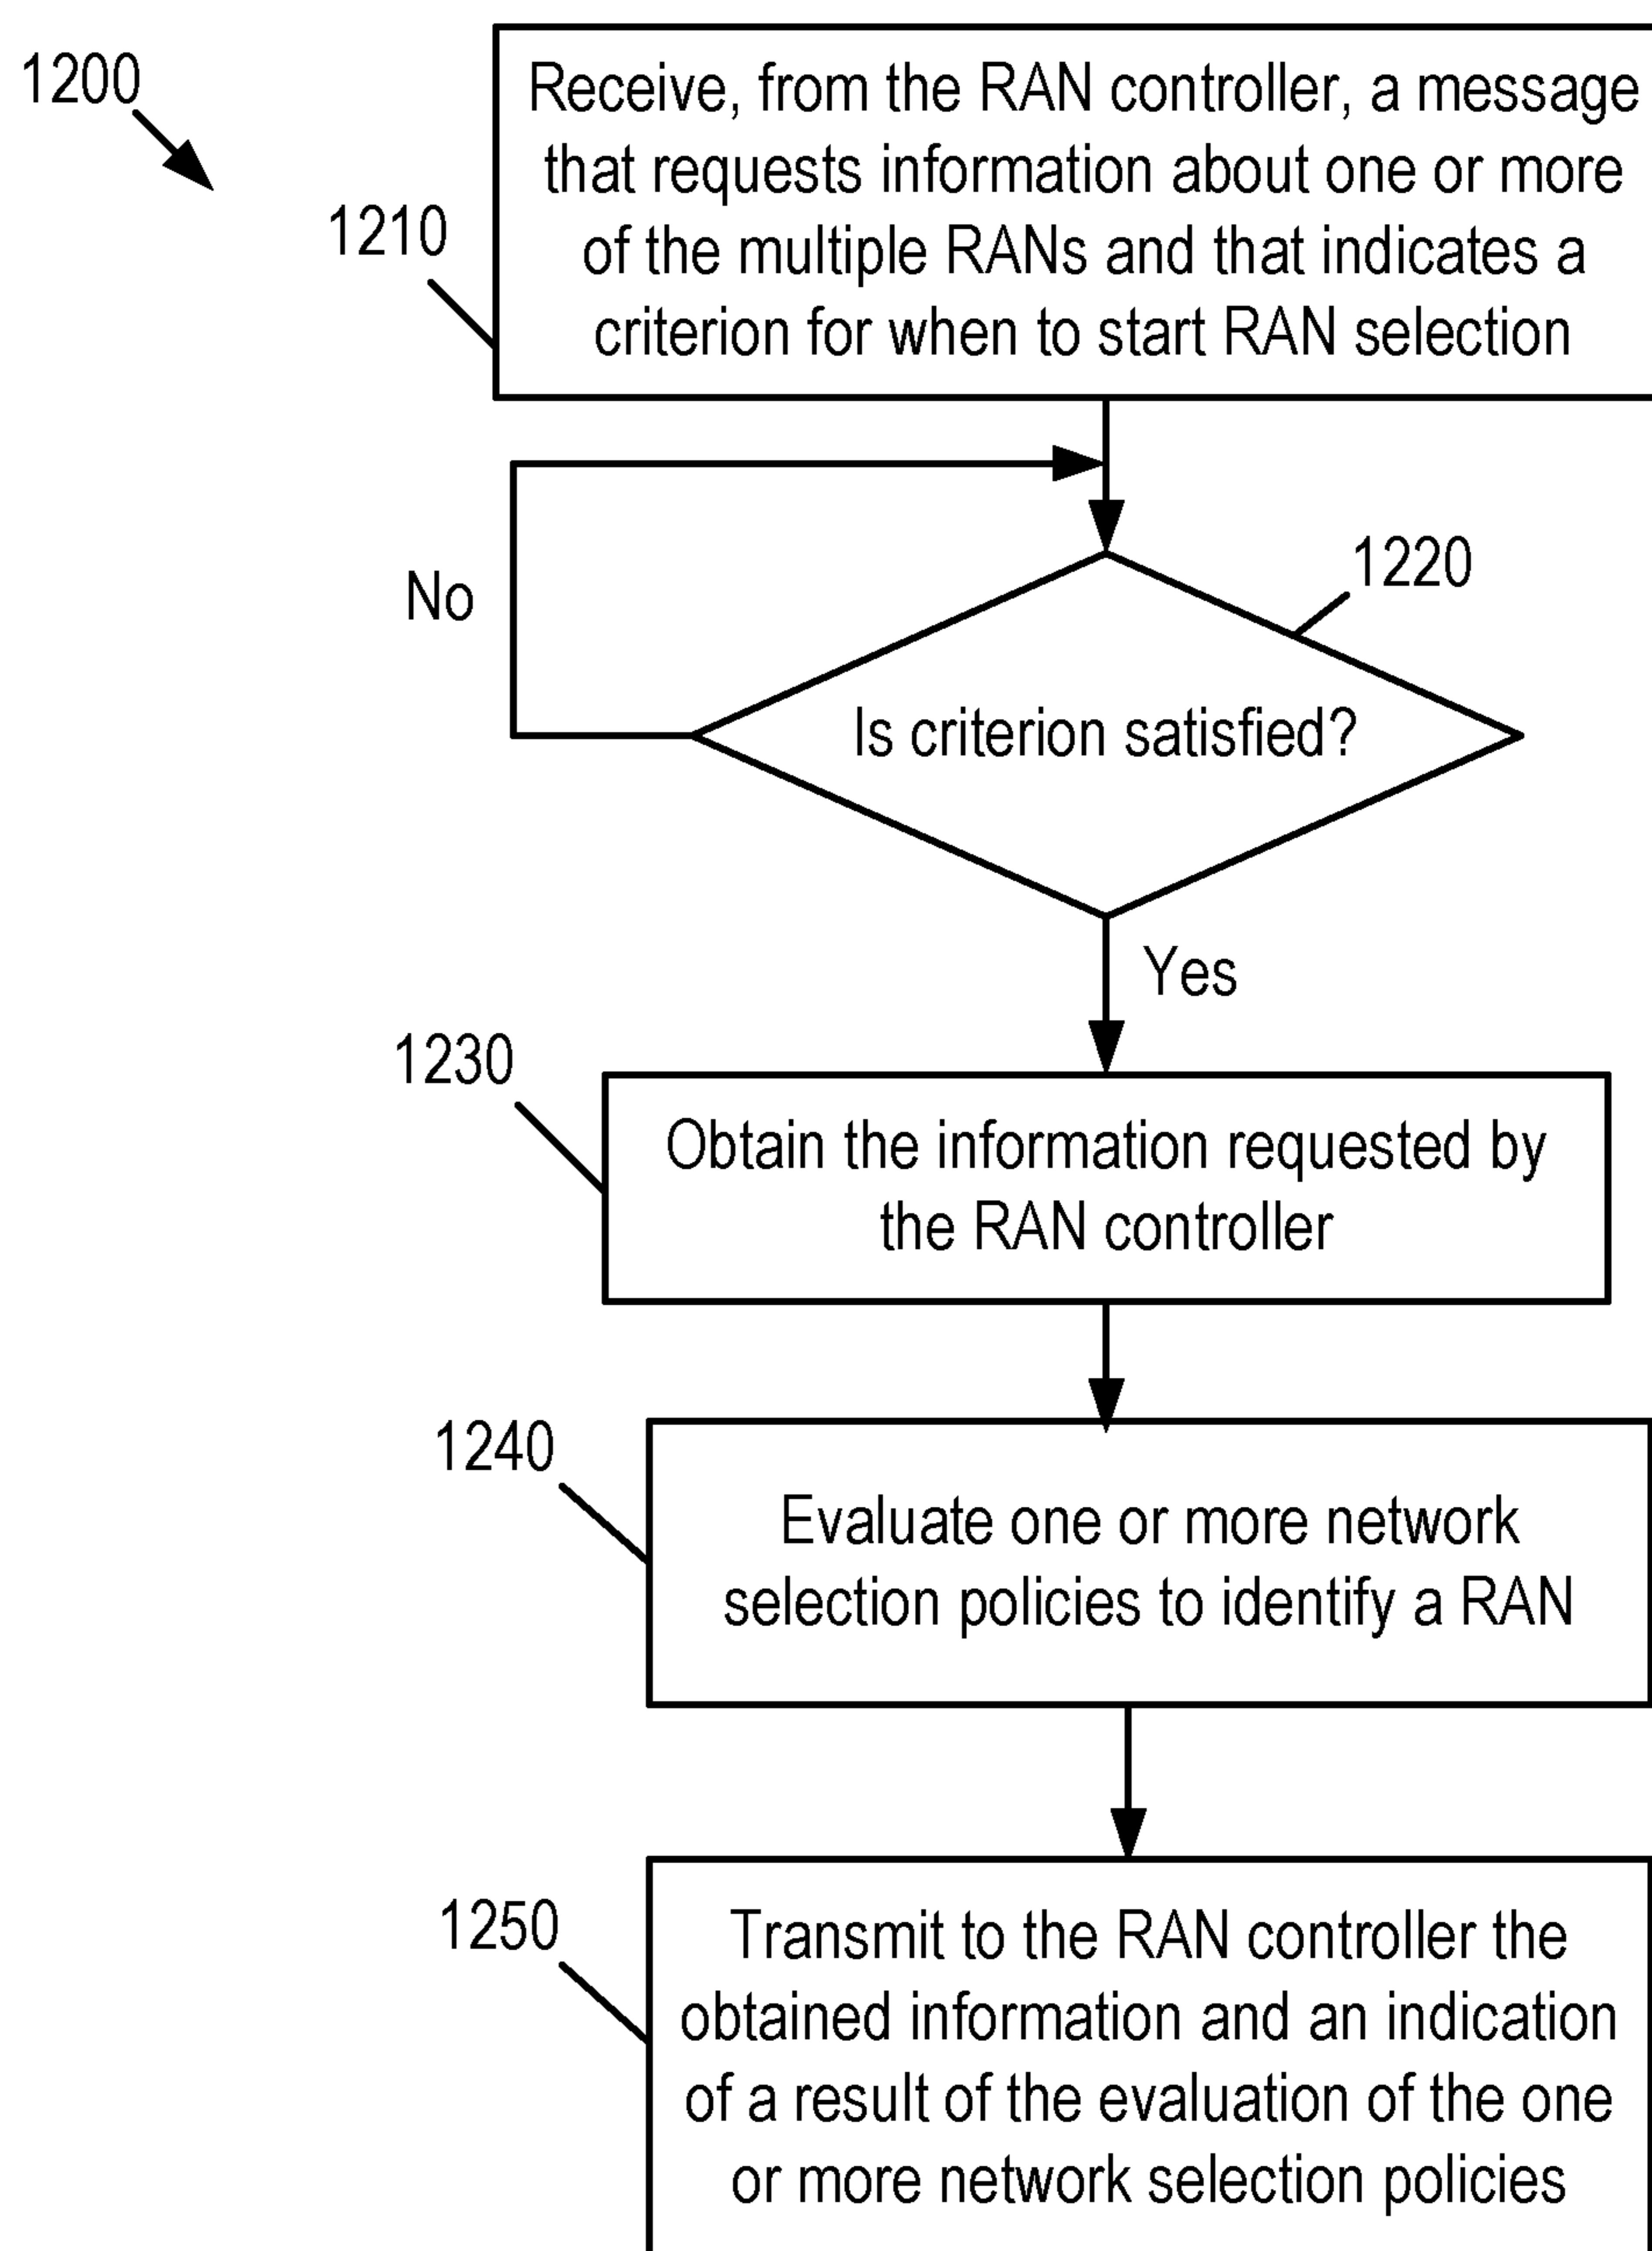 1200
Receive, from the RAN controller, a message
that requests information about one or more
of the multiple RANs and that indicates a
criterion for when to start RAN selection
1210
No
1220
Is criterion satisfied?
Yes
1230
Obtain the information requested by
the RAN controller
1240
Evaluate one or more network
selection policies to identify a RAN
1250
Transmit to the RAN controller the
obtained information and an indication
of a result of the evaluation of the one
or more network selection policies